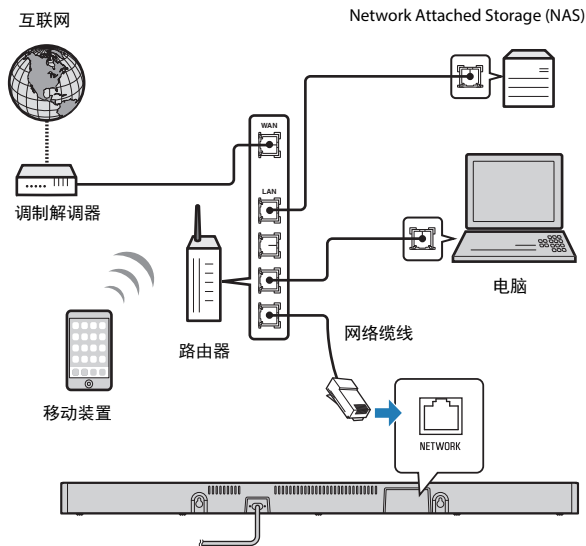 互联网
Network Attached Storage (NAS)
WAN
调制解调器
LAN
电脑
路由器
网络缆线
移动装置
NETWORK